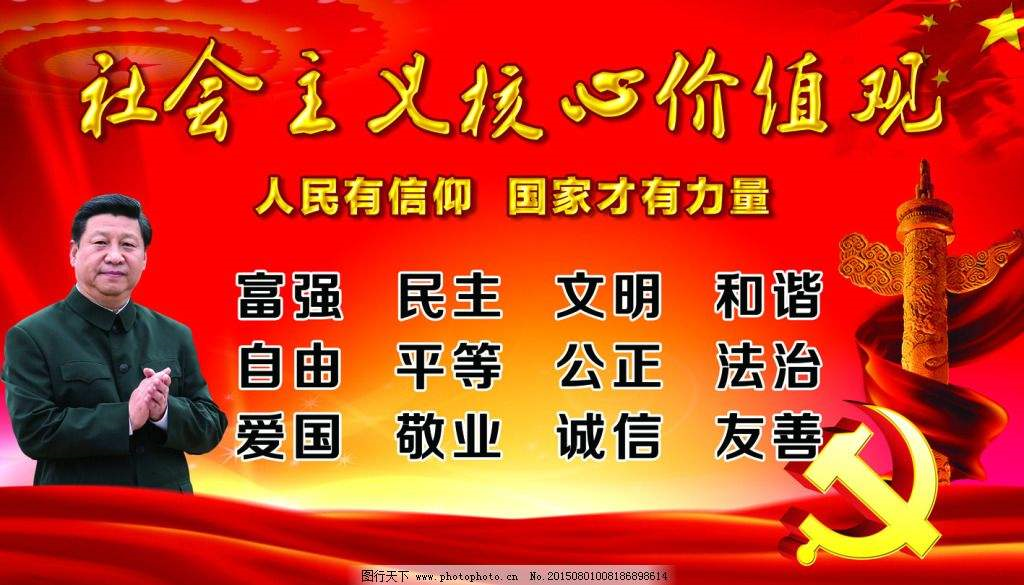 社会主义核心价值观
人民有信仰 国家才有力量
富强 民主 文明 和谐
自由 平等 公正 法治
爱国 敬业 诚信 友善
图行天下 www.photophoto.cn No.20150801008186898614